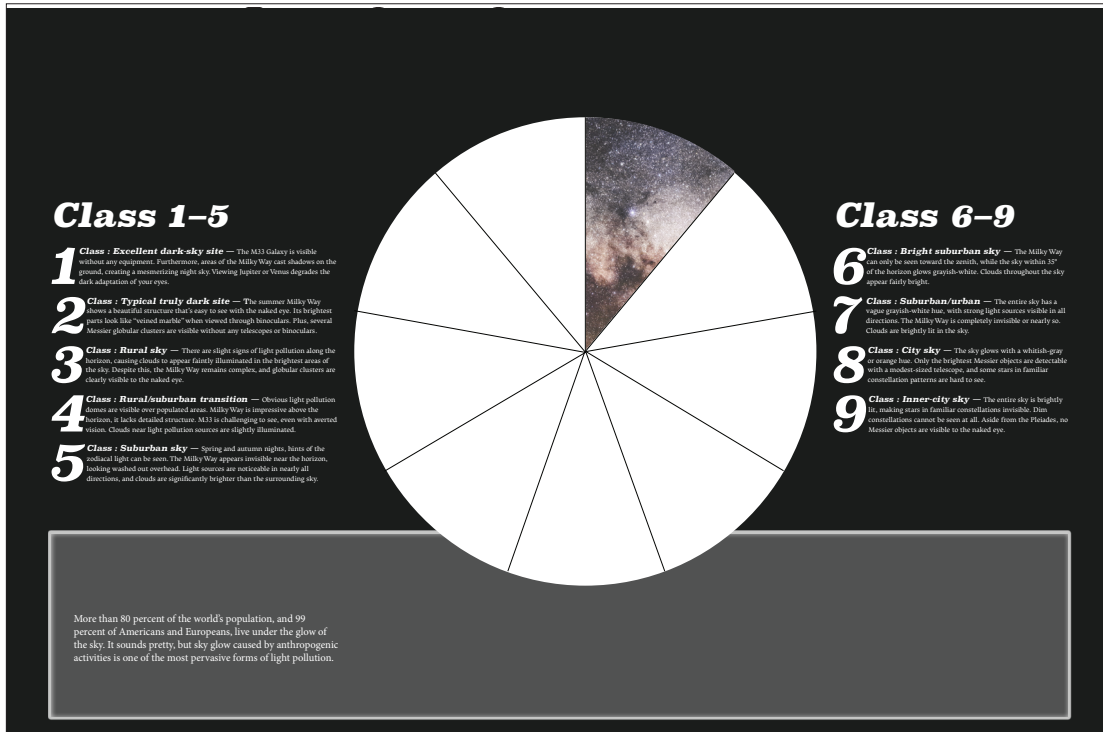 Class 1–5
1 Class : Excellent dark-sky site — The M33 Galaxy is visible
without any equipment. Furthermore, areas of the Milky Way cast shadows on the
ground, creating a mesmerizing night sky. Viewing Jupiter or Venus degrades the
dark adaptation of your eyes.
2 Class : Typical truly dark site — The summer Milky Way
shows a beautiful structure that's easy to see with the naked eye. Its brightest
parts look like “veined marble” when viewed through binoculars. Plus, several
Messier globular clusters are visible without any telescopes or binoculars.
3 Class : Rural sky — There are slight signs of light pollution along the
horizon, causing clouds to appear faintly illuminated in the brightest areas of
the sky. Despite this, the Milky Way remains complex, and globular clusters are
clearly visible to the naked eye.
4 Class : Rural/suburban transition — Obvious light pollution
domes are visible over populated areas. Milky Way is impressive above the
horizon, it lacks detailed structure. M33 is challenging to see, even with averted
vision. Clouds near light pollution sources are slightly illuminated.
5 Class : Suburban sky — Spring and autumn nights, hints of the
zodiacal light can be seen. The Milky Way appears invisible near the horizon,
looking washed out overhead. Light sources are noticeable in nearly all
directions, and clouds are significantly brighter than the surrounding sky.
Class 6–9
6 Class : Bright suburban sky — The Milky Way
can only be seen toward the zenith, while the sky within 35°
of the horizon glows grayish-white. Clouds throughout the sky
appear fairly bright.
7 Class : Suburban/urban — The entire sky has a
vague grayish-white hue, with strong light sources visible in all
directions. The Milky Way is completely invisible or nearly so.
Clouds are brightly lit in the sky.
8 Class : City sky — The sky glows with a whitish-gray
or orange hue. Only the brightest Messier objects are detectable
with a modest-sized telescope, and some stars in familiar
constellation patterns are hard to see.
9 Class : Inner-city sky — The entire sky is brightly
lit, making stars in familiar constellations invisible. Dim
constellations cannot be seen at all. Aside from the Pleiades, no
Messier objects are visible to the naked eye.
More than 80 percent of the world's population, and 99
percent of Americans and Europeans, live under the glow of
the sky. It sounds pretty, but sky glow caused by anthropogenic
activities is one of the most pervasive forms of light pollution.